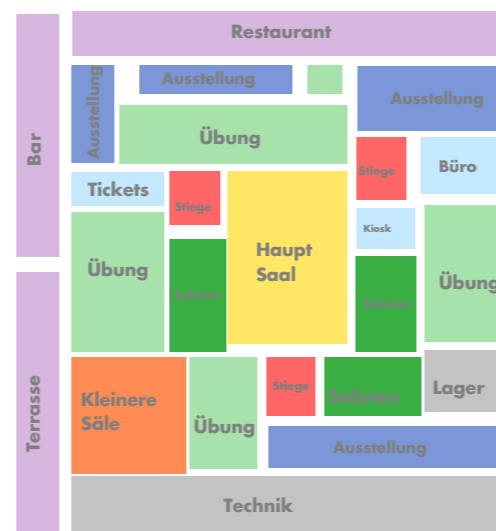 Restaurant
Bar
Ausstellung
Ausstellung
Ausstellung
Übung
Stiege
Büro
Tickets
Stiege
Haupt
Saal
Kiosk
Übung
Solisten
Solisten
Übung
Terrasse
Kleinere
Säle
Übung
Stiege
Solisten
Lager
Ausstellung
Technik